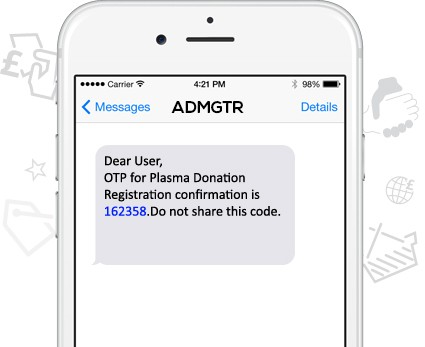 ●●●●● Carrier 4:21 PM 98%
Messages ADMGTR Details
Dear User,
OTP for Plasma Donation
Registration confirmation is
162358.Do not share this code.
£
£